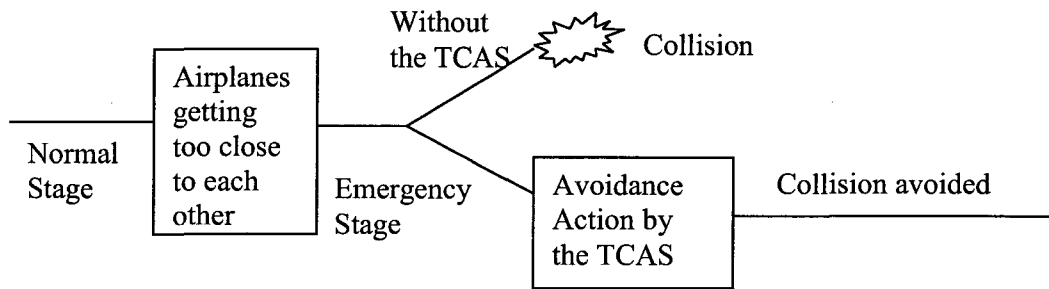 Without
the TCAS
Collision
Airplanes
getting
too close
to each
other
Normal
Stage
Emergency
Stage
Avoidance
Action by
the TCAS
Collision avoided